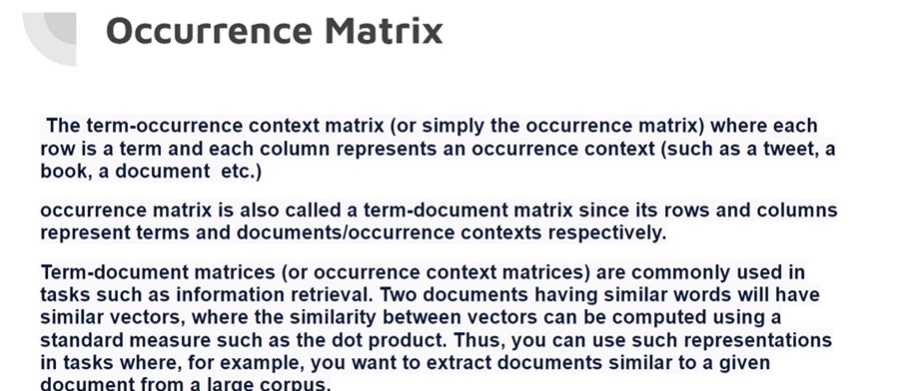 Occurrence Matrix
The term-occurrence context matrix (or simply the occurrence matrix) where each
row is a term and each column represents an occurrence context (such as a tweet, a
book, a document etc.)
occurrence matrix is also called a term-document matrix since its rows and columns
represent terms and documents/occurrence contexts respectively.
Term-document matrices (or occurrence context matrices) are commonly used in
tasks such as information retrieval. Two documents having similar words will have
similar vectors, where the similarity between vectors can be computed using a
standard measure such as the dot product. Thus, you can use such representations
in tasks where, for example, you want to extract documents similar to a given
document from a large corpus.